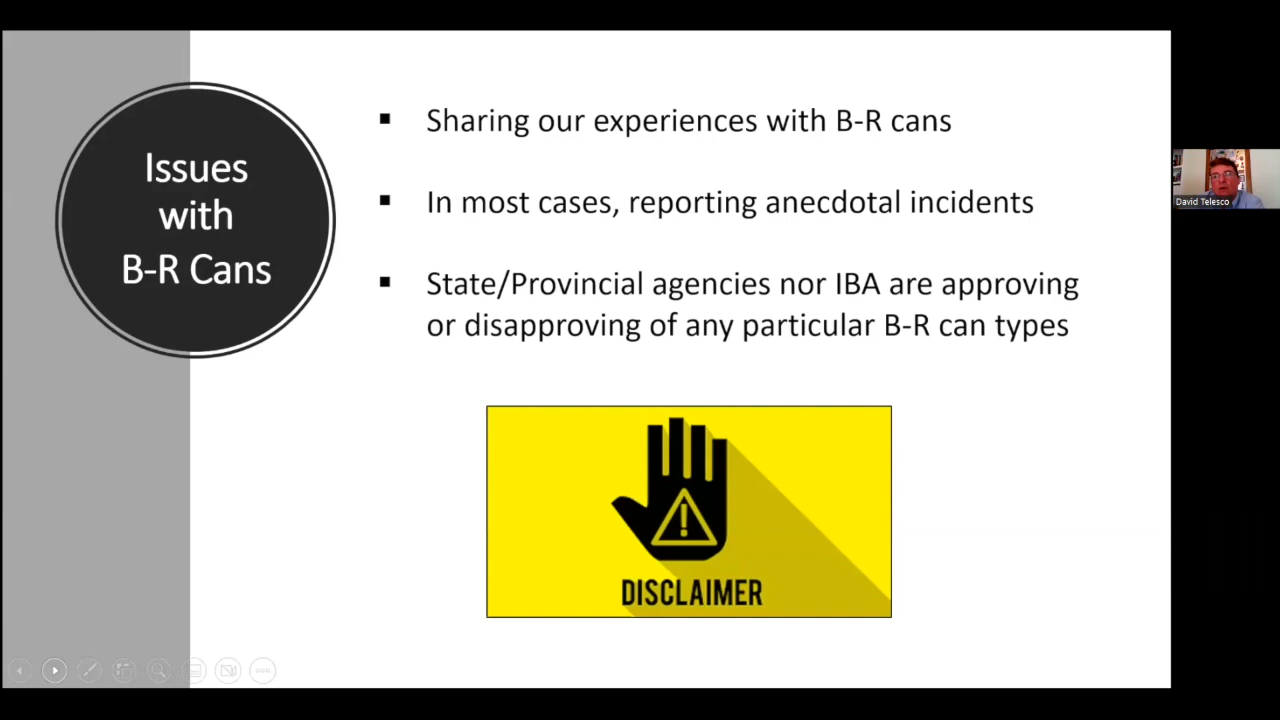 Issues
with
B-R Cans
▪ Sharing our experiences with B-R cans
▪ In most cases, reporting anecdotal incidents
▪ State/Provincial agencies nor IBA are approving
or disapproving of any particular B-R can types
DISCLAIMER
David Telesco